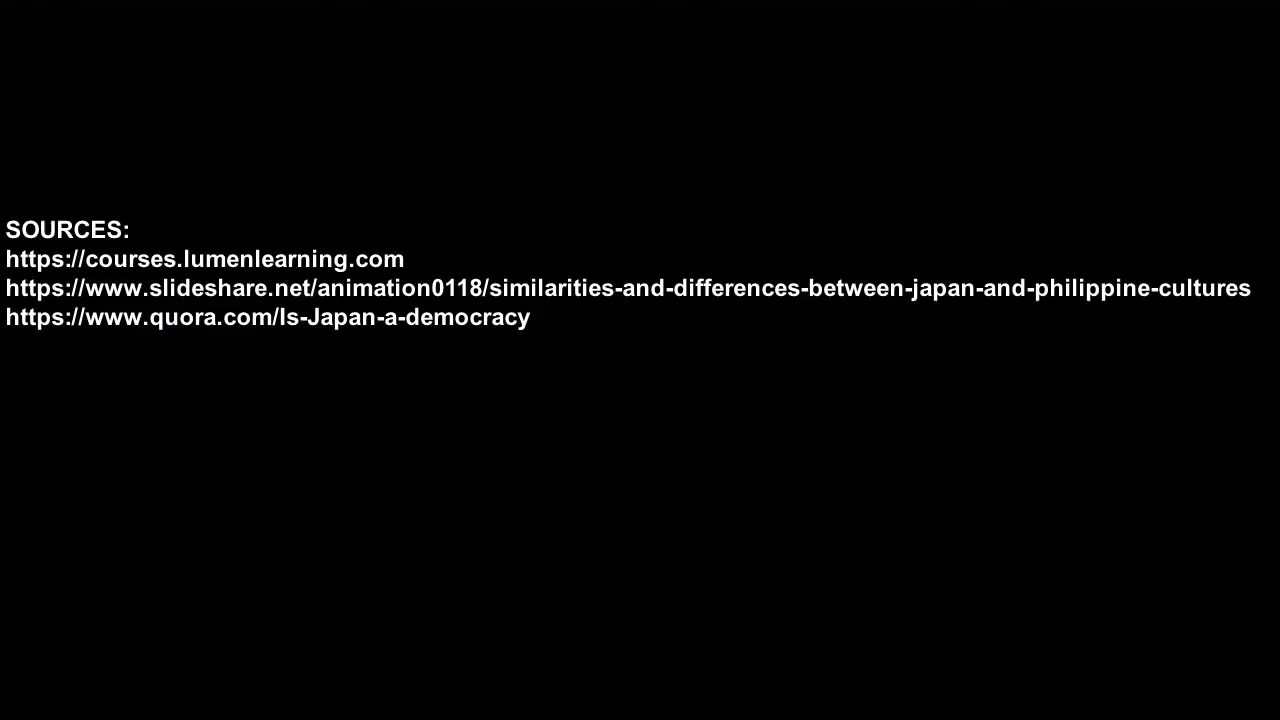 SOURCES:
https://courses.lumenlearning.com
https://www.slideshare.net/animation0118/similarities-and-differences-between-japan-and-philippine-cultures
https://www.quora.com/Is-Japan-a-democracy